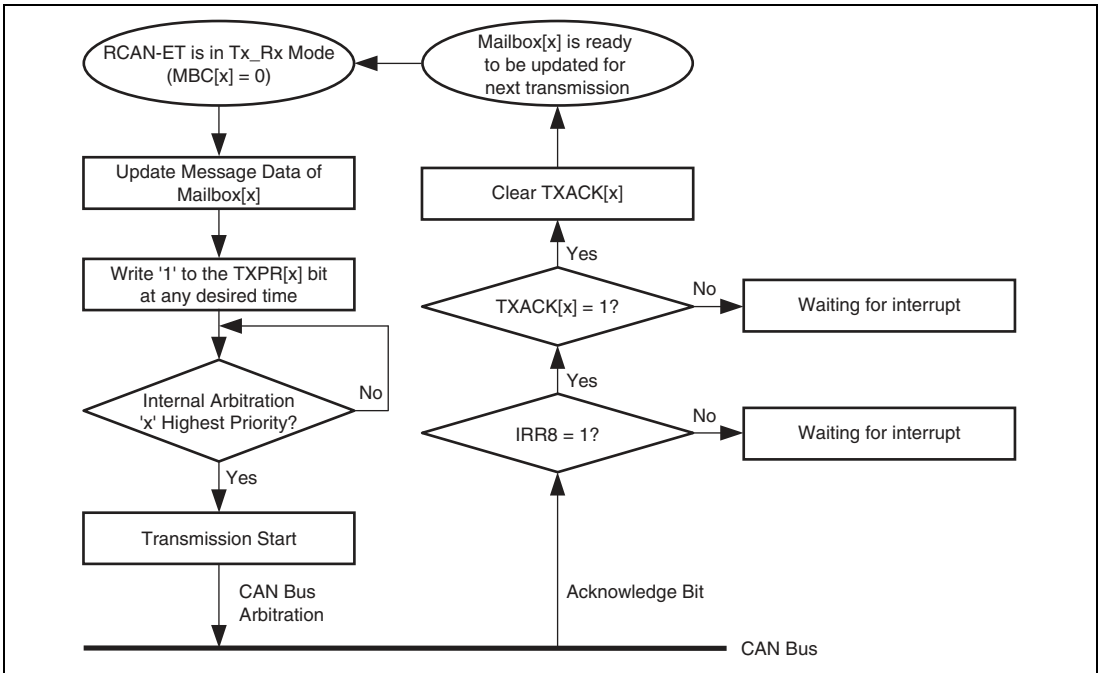 RCAN-ET is in Tx_Rx Mode
(MBC[x] = 0)
Update Message Data of
Mailbox[x]
Write '1' to the TXPR[x] bit
at any desired time
Internal Arbitration
'x' Highest Priority?
No
Yes
Transmission Start
CAN Bus
Arbitration
Mailbox[x] is ready
to be updated for
next transmission
Clear TXACK[x]
Yes
TXACK[x] = 1?
No
Waiting for interrupt
Yes
IRR8 = 1?
No
Waiting for interrupt
Acknowledge Bit
CAN Bus